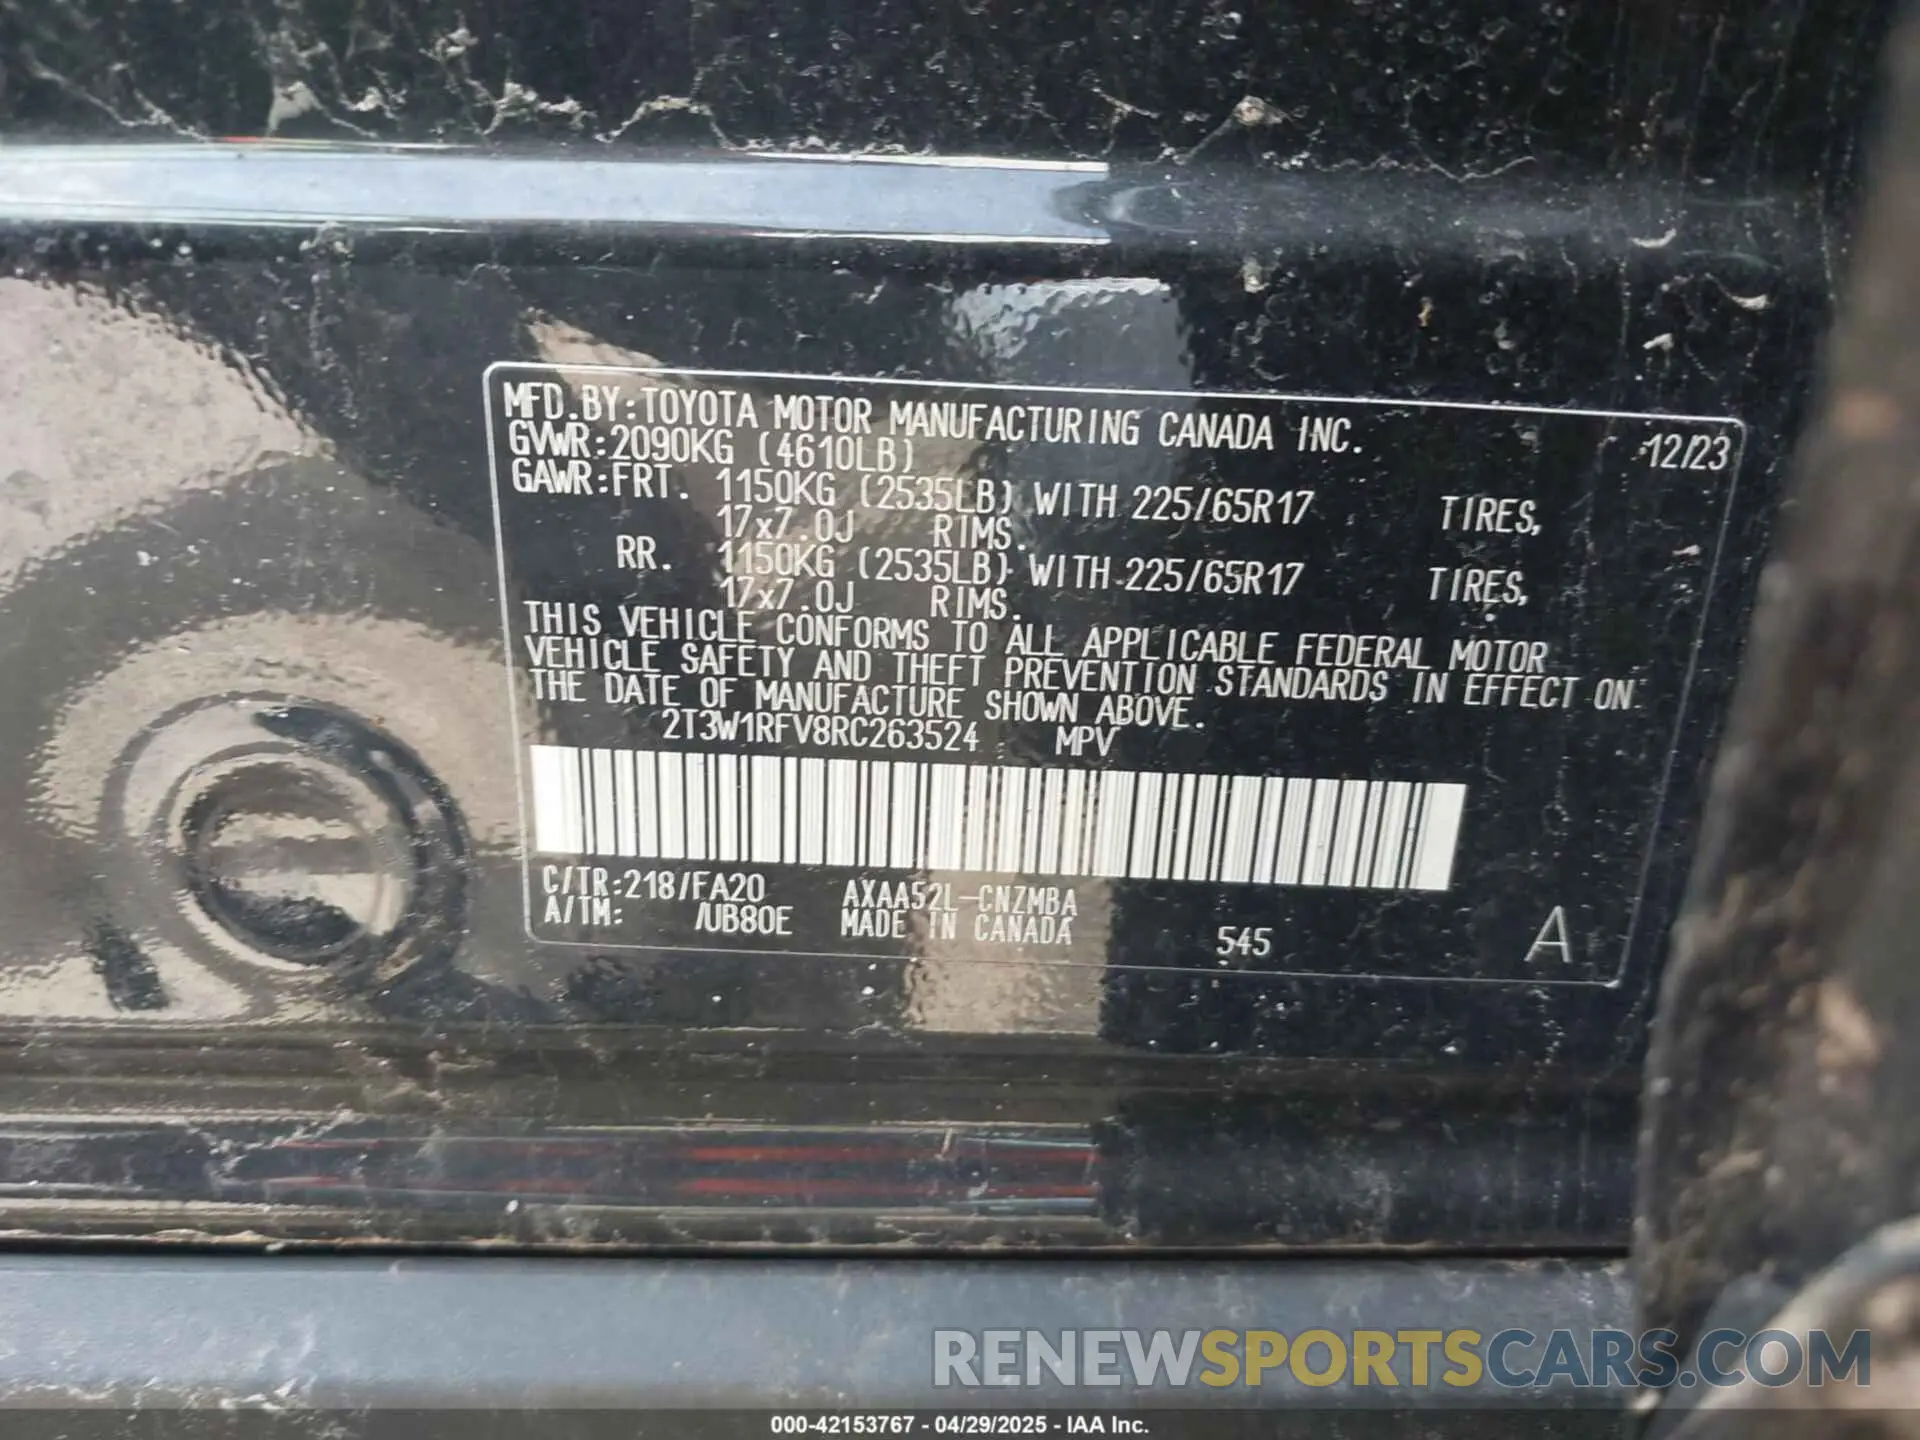 MFD.BY:TOYOTA MOTOR MANUFACTURING CANADA INC. 12/23
GVWR:2090KG (4610LB)
GAWR:FRT. 1150KG (2535LB) WITH 225/65R17 TIRES,
17x7.0J RIMS.
RR. 1150KG (2535LB) WITH 225/65R17 TIRES,
17x7.0J RIMS.
THIS VEHICLE CONFORMS TO ALL APPLICABLE FEDERAL MOTOR
VEHICLE SAFETY AND THEFT PREVENTION STANDARDS IN EFFECT ON
THE DATE OF MANUFACTURE SHOWN ABOVE.
2T3W1RFV8RC263524 MPV
C/TR:218/FA20 AXAA52L-CNZMBA
A/TM: /UB80E MADE IN CANADA 545 A
RENEWSPORTSCARS.COM
000-42153767 - 04/29/2025 - IAA Inc.